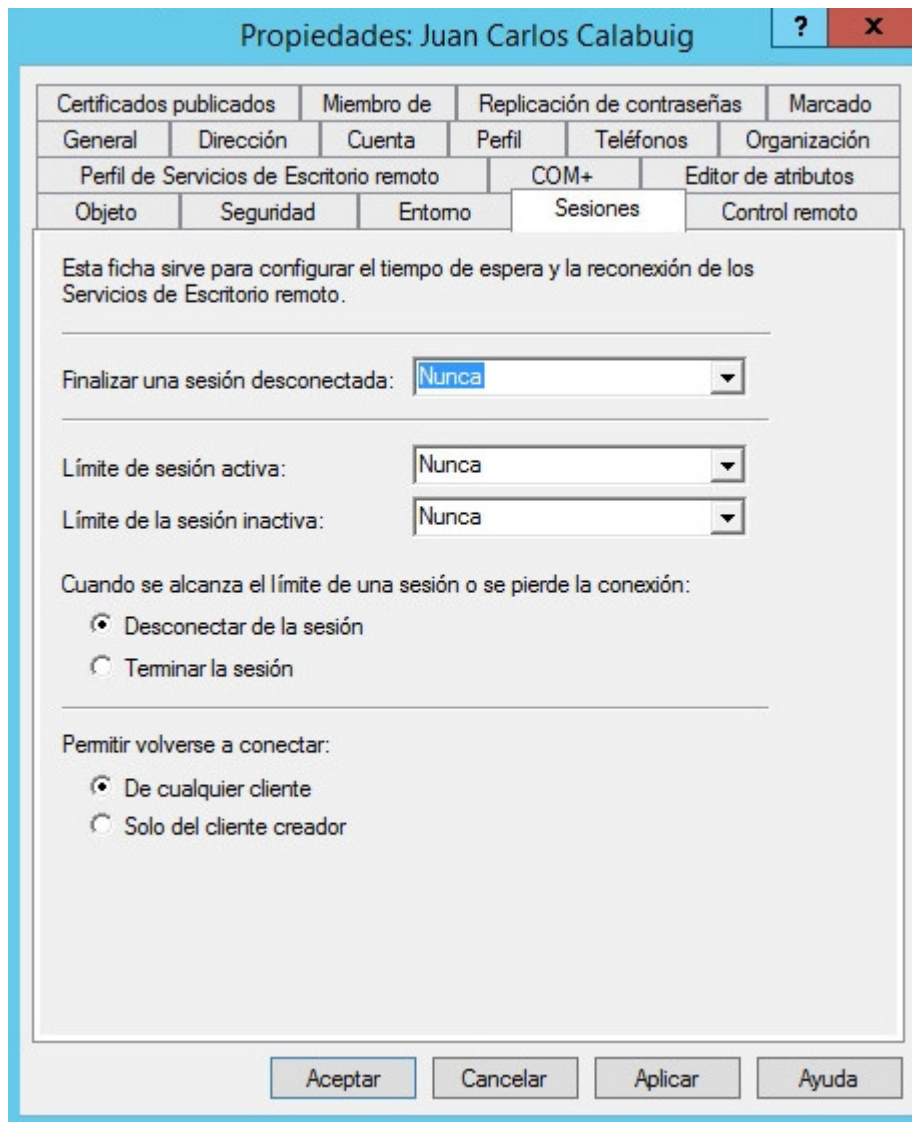 Propiedades: Juan Carlos Calabuig
? x
Certificados publicados Miembro de Replicación de contraseñas Marcado
General Dirección Cuenta Perfil Teléfonos Organización
Perfil de Servicios de Escritorio remoto COM+ Editor de atributos
Objeto Seguridad Entorno Sesiones Control remoto
Esta ficha sirve para configurar el tiempo de espera y la reconexión de los
Servicios de Escritorio remoto.
Finalizar una sesión desconectada: Nunca
Límite de sesión activa: Nunca
Límite de la sesión inactiva: Nunca
Cuando se alcanza el límite de una sesión o se pierde la conexión:
Desconectar de la sesión
Terminar la sesión
Permitir volverse a conectar:
De cualquier cliente
Solo del cliente creador
Aceptar Cancelar Aplicar Ayuda